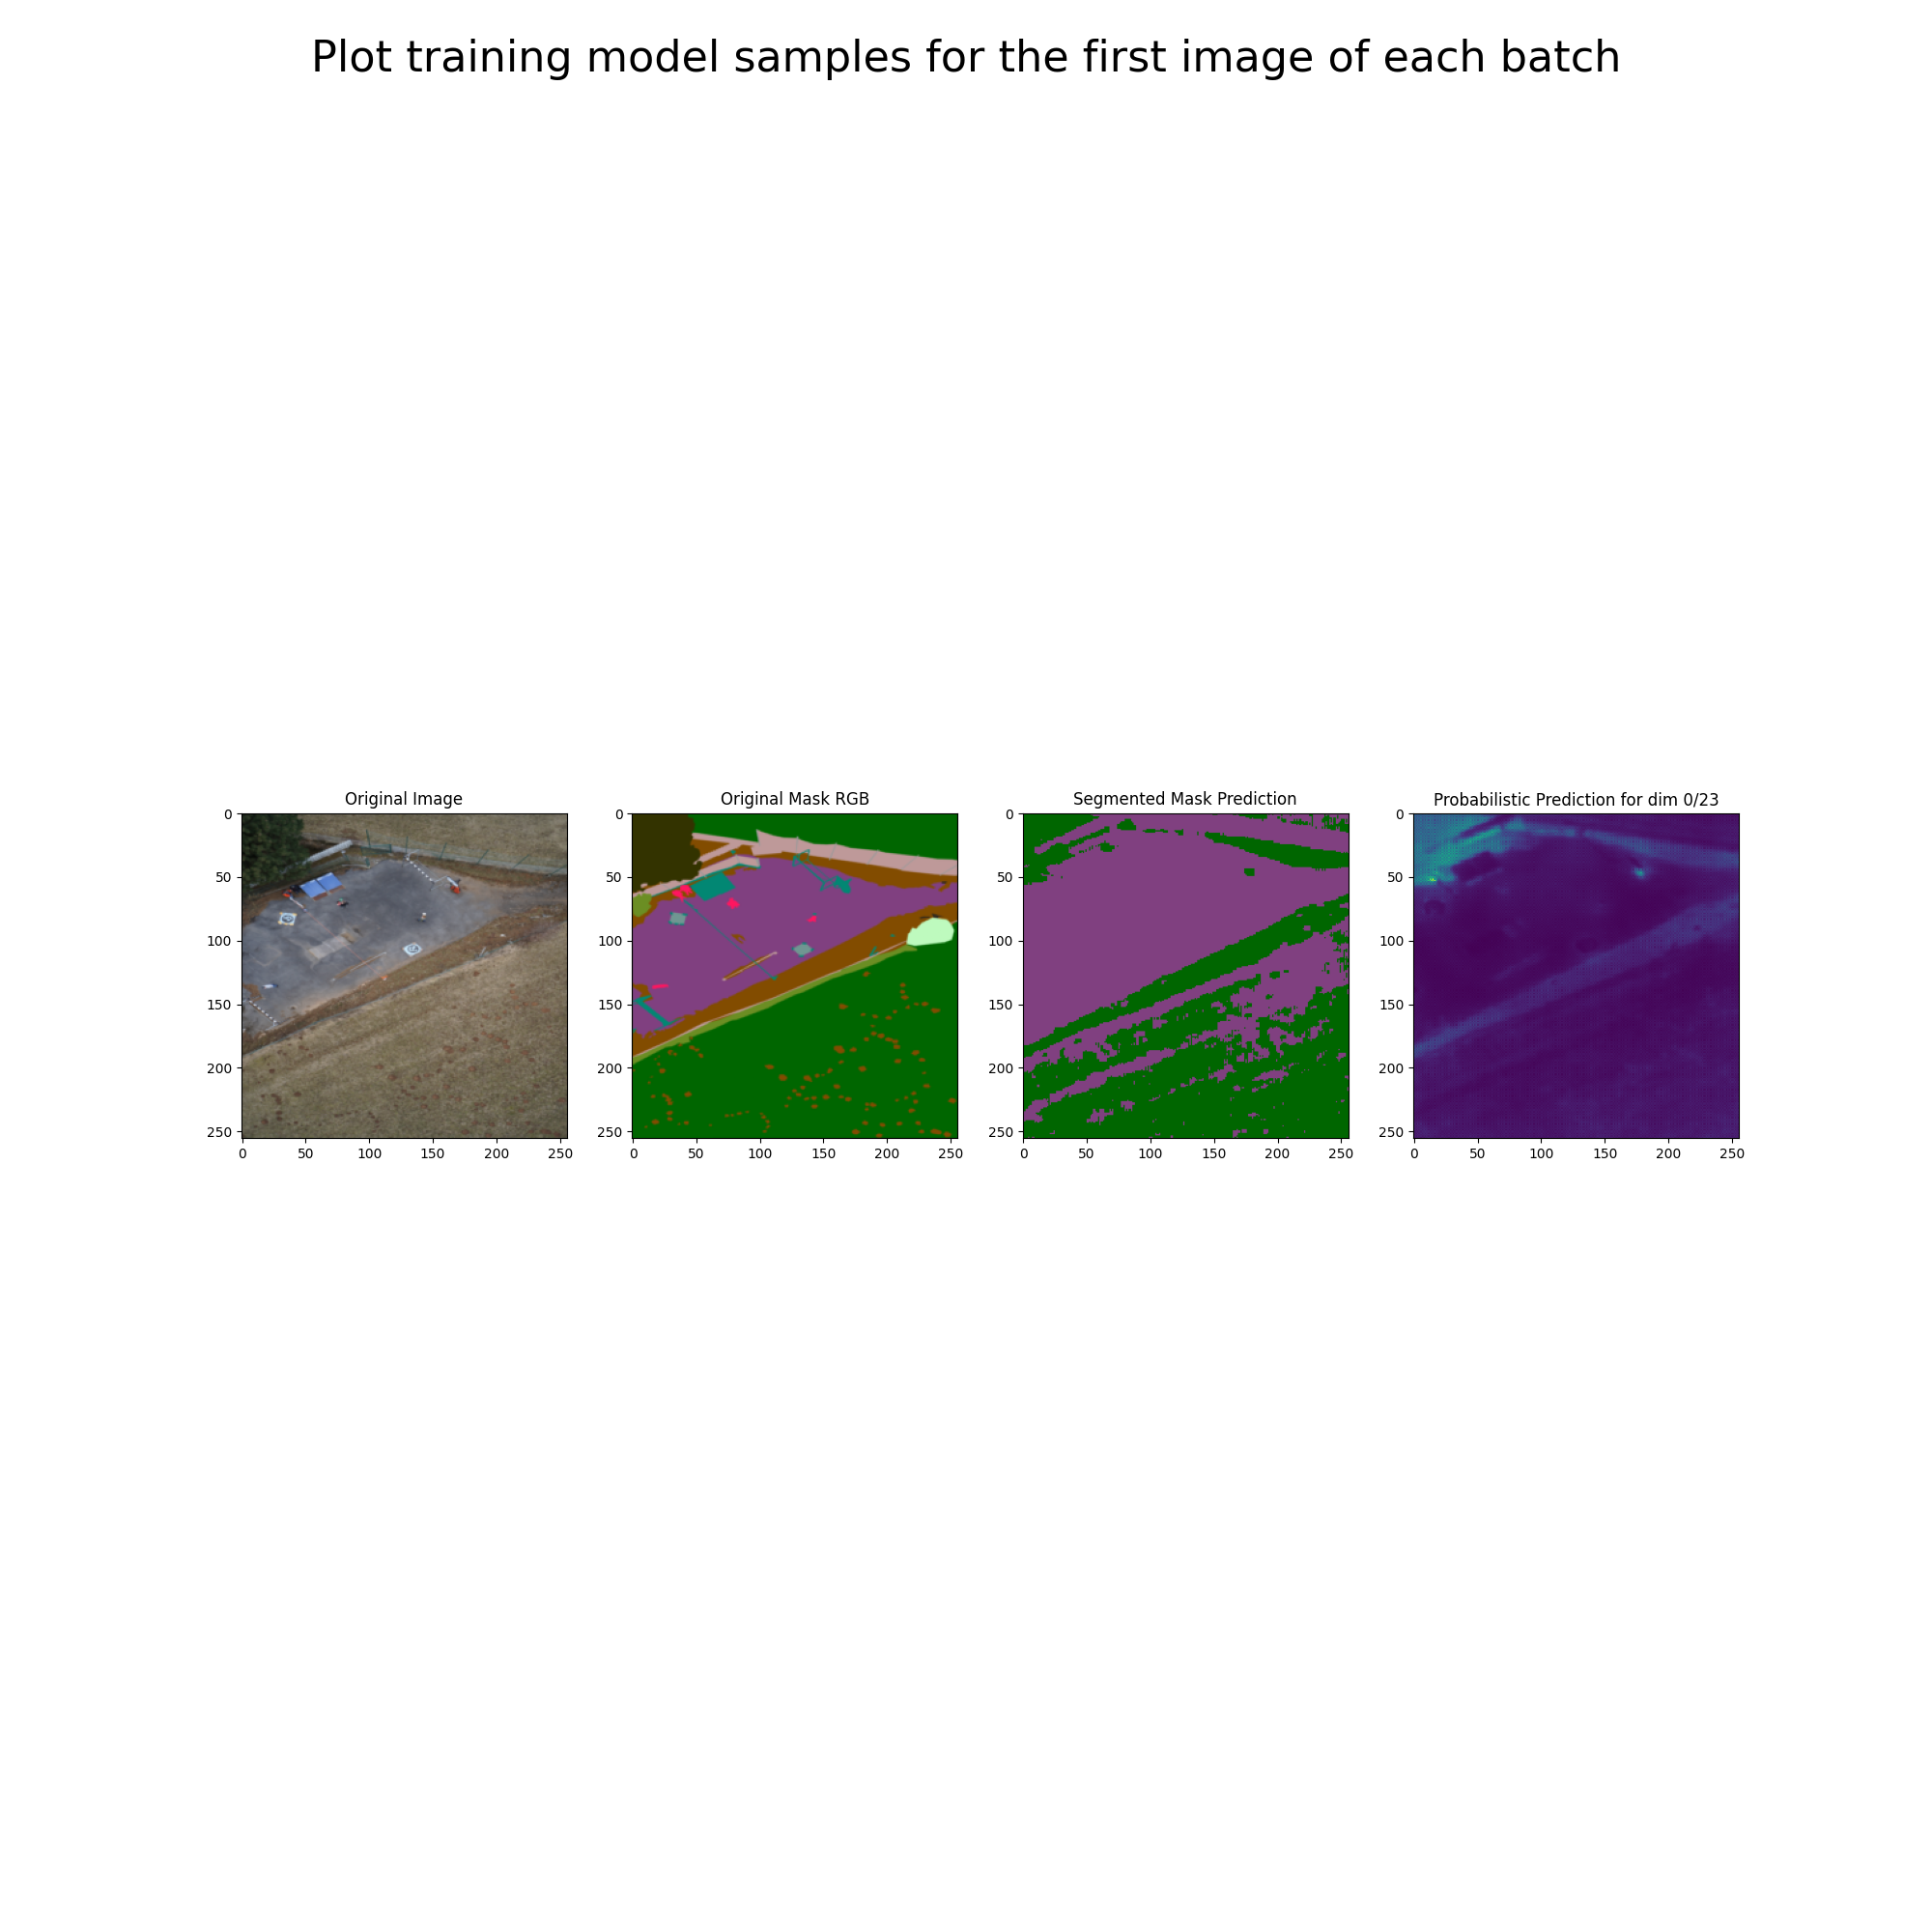 Plot training model samples for the first image of each batch
Original Image
Original Mask RGB
Segmented Mask Prediction
Probabilistic Prediction for dim 0/23
0
50
100
150
200
250
0 50 100 150 200 250
0
50
100
150
200
250
0 50 100 150 200 250
0
50
100
150
200
250
0 50 100 150 200 250
0
50
100
150
200
250
0 50 100 150 200 250